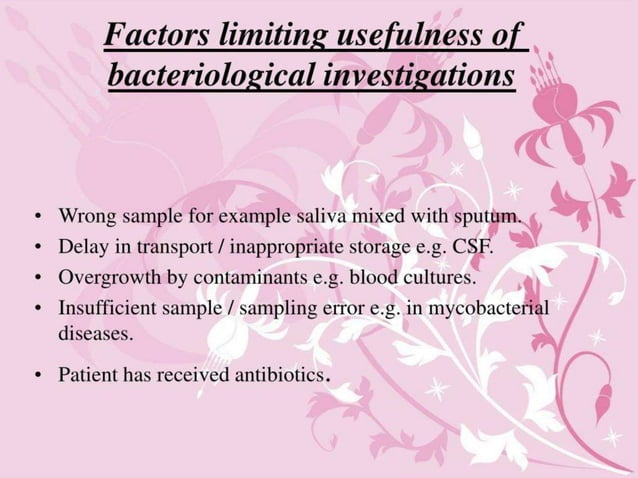 Factors limiting usefulness of
bacteriological investigations
• Wrong sample for example saliva mixed with sputum.
• Delay in transport / inappropriate storage e.g. CSF.
• Overgrowth by contaminants e.g. blood cultures.
• Insufficient sample / sampling error e.g. in mycobacterial
diseases.
• Patient has received antibiotics.